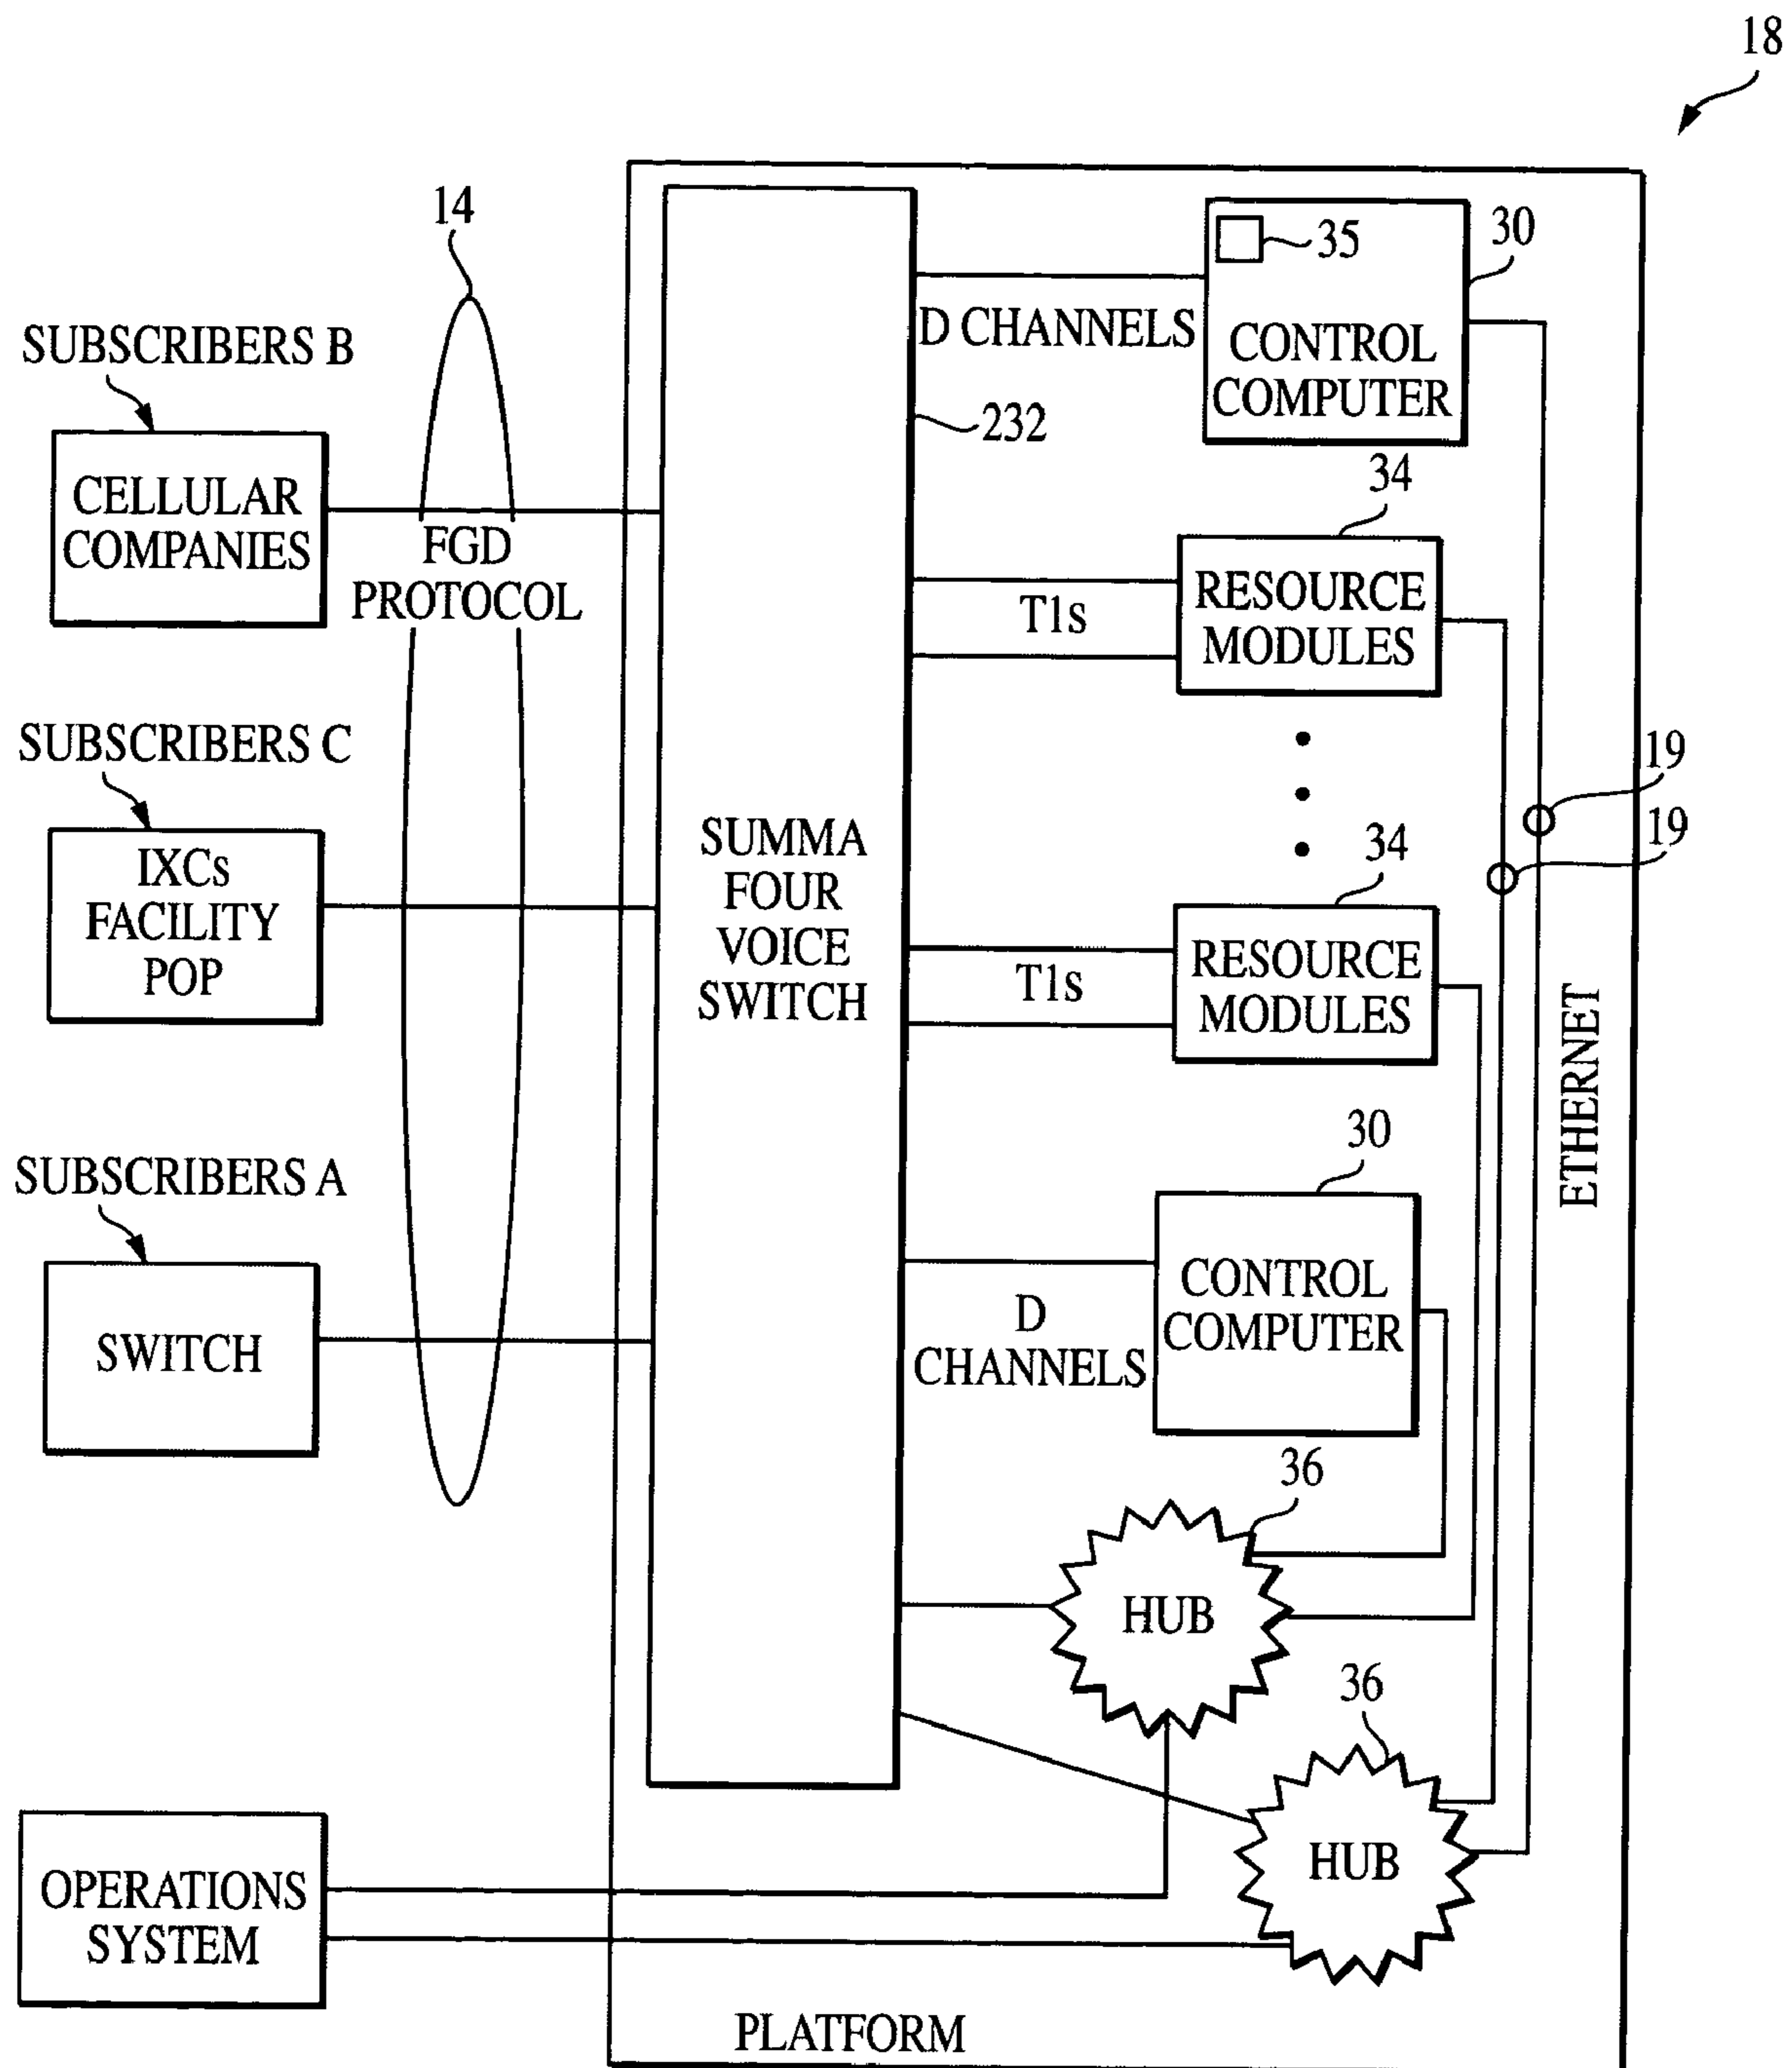 18
14
35
30
SUBSCRIBERS B
D CHANNELS
CONTROL
COMPUTER
232
CELLULAR
COMPANIES
34
FGD
PROTOCOL
T1s
RESOURCE
MODULES
SUBSCRIBERS C
19
19
IXCs
FACILITY
POP
SUMMA
FOUR
VOICE
SWITCH
34
T1s
RESOURCE
MODULES
ETHERNET
SUBSCRIBERS A
30
SWITCH
D
CHANNELS
CONTROL
COMPUTER
36
HUB
36
HUB
OPERATIONS
SYSTEM
PLATFORM